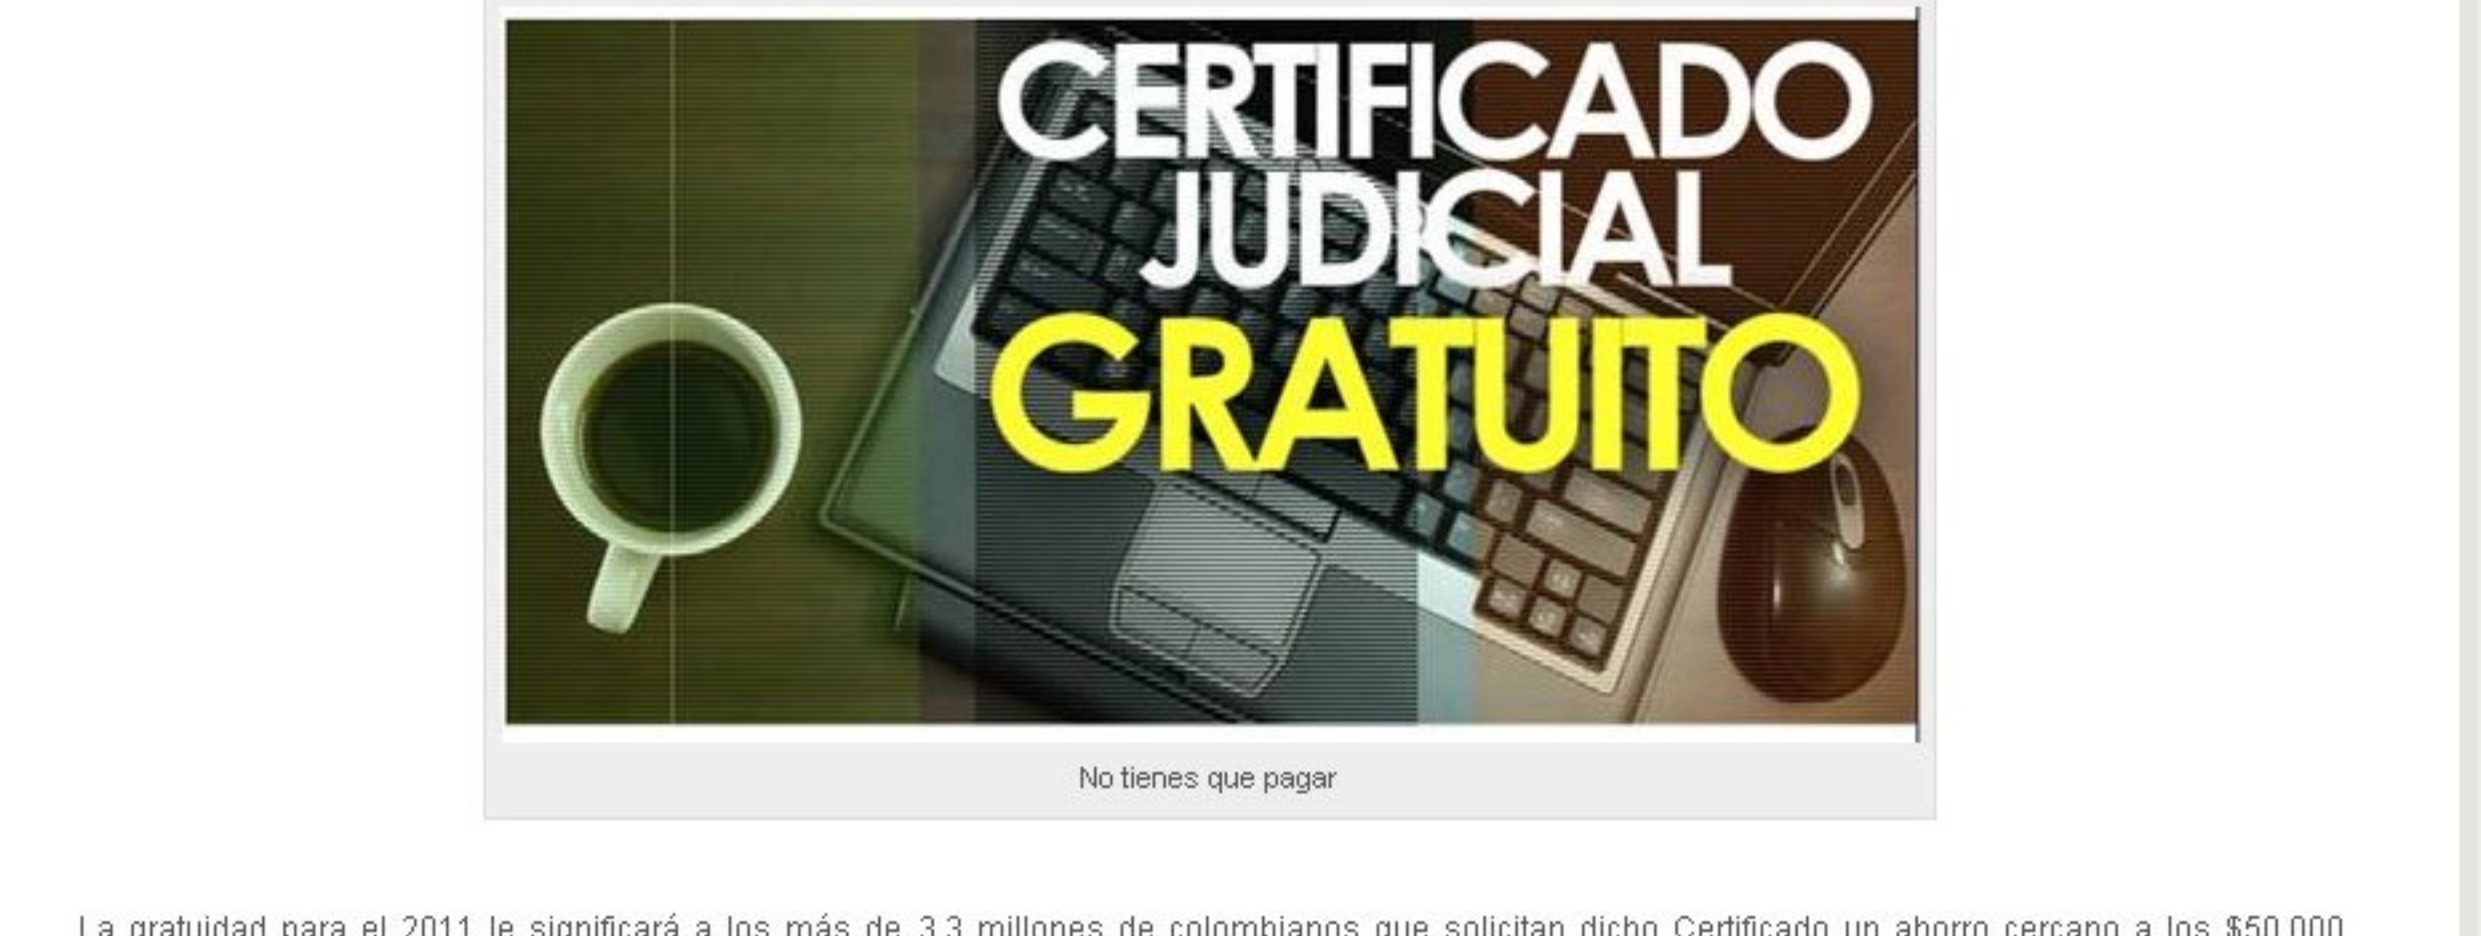 CERTIFICADO
JUDICIAL
GRATUITO
No tienes que pagar
La gratuidad para el 2011 le significará a los más de 3.3 millones de colombianos que solicitan dicho Certificado un ahorro cercano a los $50.000